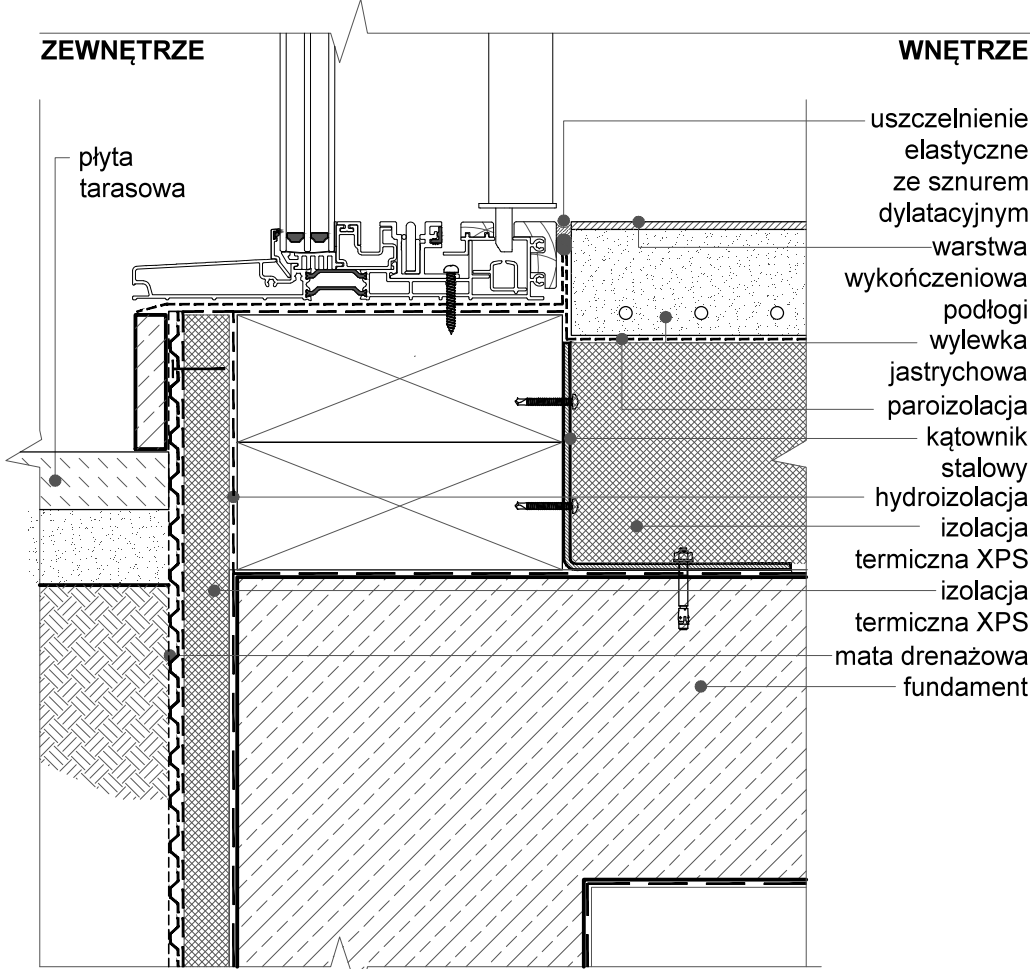 ZEWNĘTRZE
WNĘTRZE
płyta
tarasowa
uszczelnienie
elastyczne
ze sznurem
dylatacyjnym
warstwa
wykończeniowa
podłogi
wylewka
jastrychowa
paroizolacja
kątownik
stalowy
hydroizolacja
izolacja
termiczna XPS
izolacja
termiczna XPS
mata drenażowa
fundament